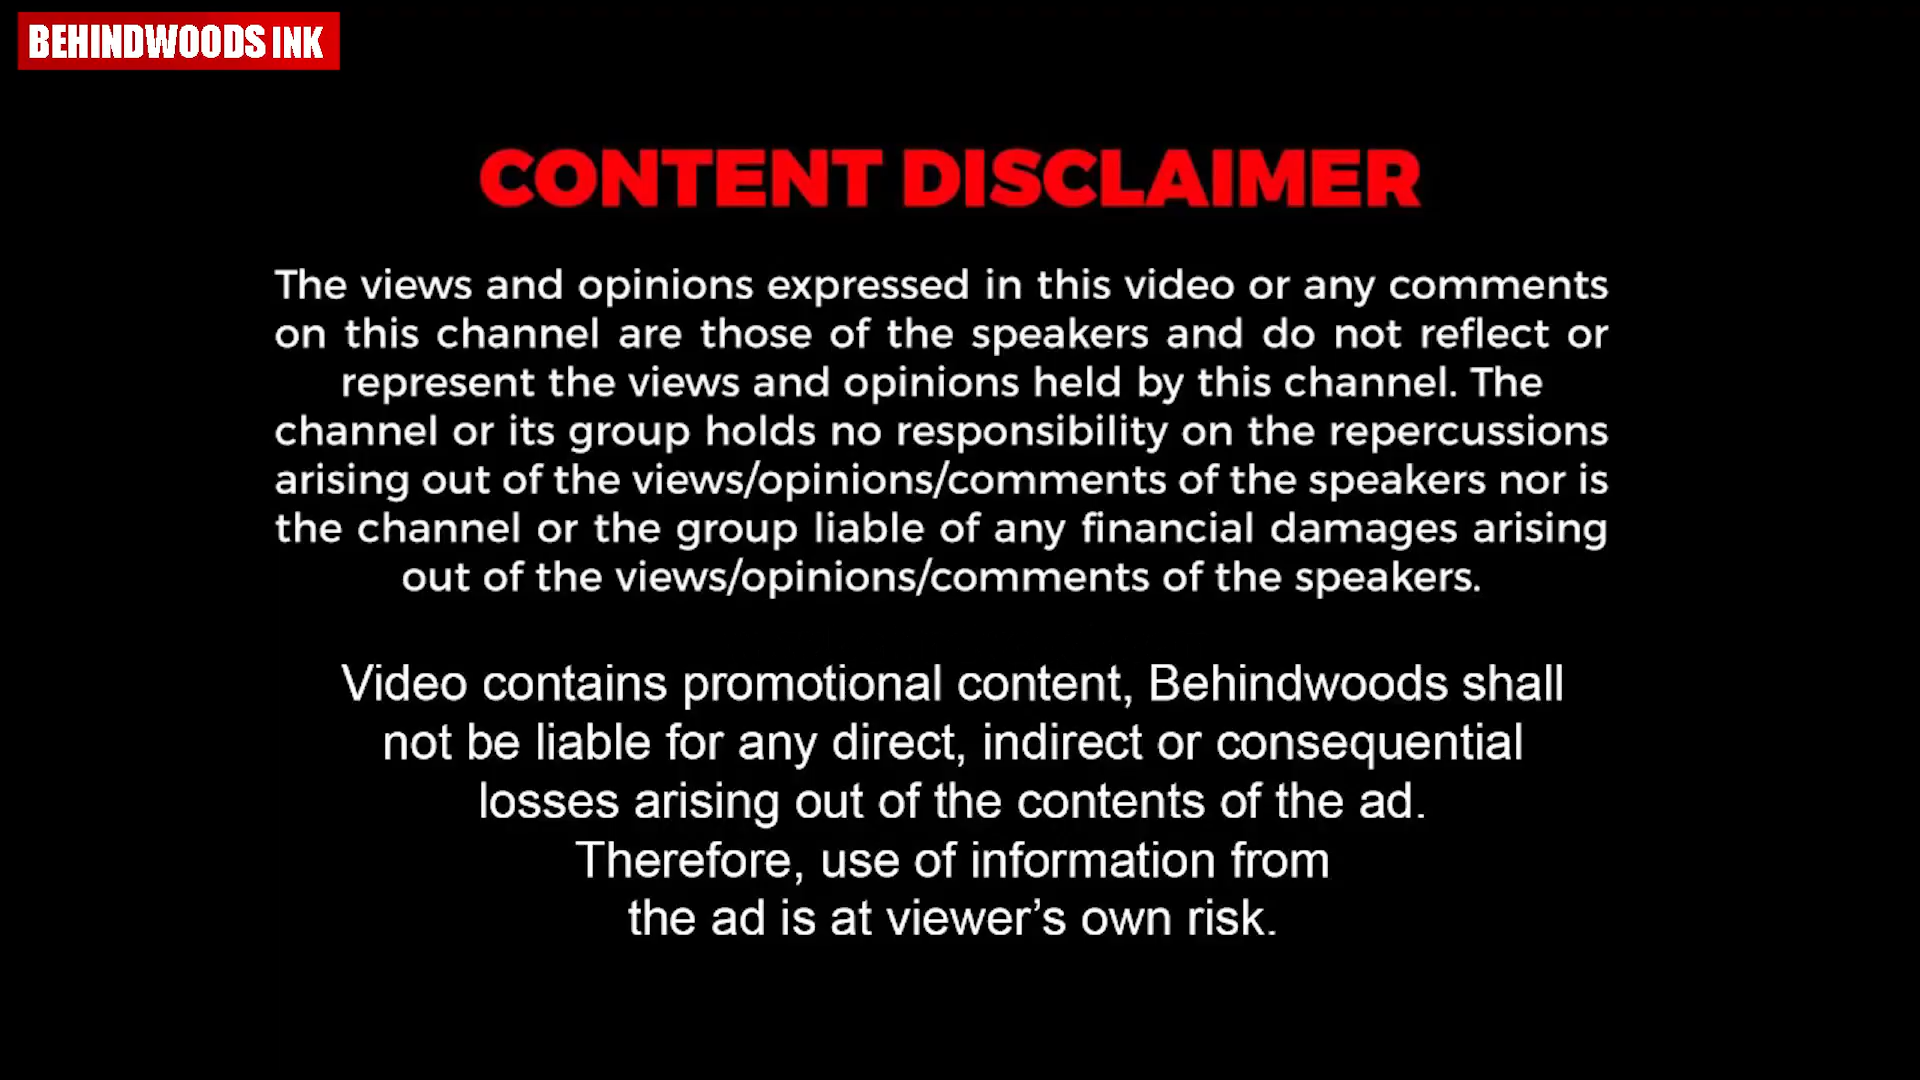 BEHINDWOODS INK
CONTENT DISCLAIMER
The views and opinions expressed in this video or any comments
on this channel are those of the speakers and do not reflect or
represent the views and opinions held by this channel. The
channel or its group holds no responsibility on the repercussions
arising out of the views/opinions/comments of the speakers nor is
the channel or the group liable of any financial damages arising
out of the views/opinions/comments of the speakers.
Video contains promotional content, Behindwoods shall
not be liable for any direct, indirect or consequential
losses arising out of the contents of the ad.
Therefore, use of information from
the ad is at viewer’s own risk.